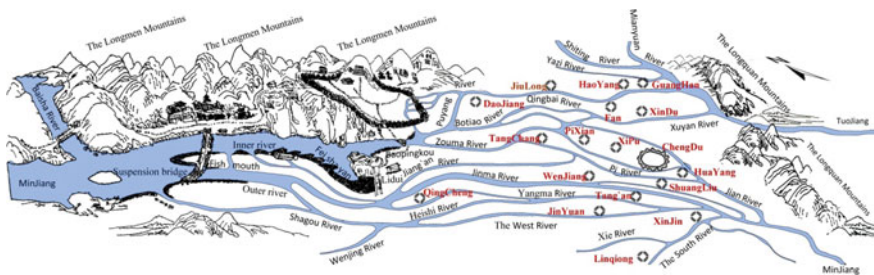 The Longmen Mountains
The Longmen Mountains
The Longmen Mountains
Baisha River
MinJiang
Suspension bridge
Fish mouth
Inner river
Outer river
Fei sha yan
Baopingkou
Lidui
Jiang'an
River
Puyang
Shiting River
Mianyuan River
Yazi River
JiuLong
HaoYang
GuangHan
DaoJiang
Qingbai River
Fan
XinDu
Botiao River
Xuyan River
TuoJiang
The Longquan Mountains
The Longquan Mountains
TangChang
PiXian
XiPu
ChengDu
Zouma River
Pi River
HuaYang
WenJiang
ShuangLiu
Jian River
Jinma River
QingCheng
Yangma River
Tang'an
Heishi River
JinYuan
XinJin
The West River
Shagou River
Wenjing River
Xie River
The South River
Linqiong
MinJiang